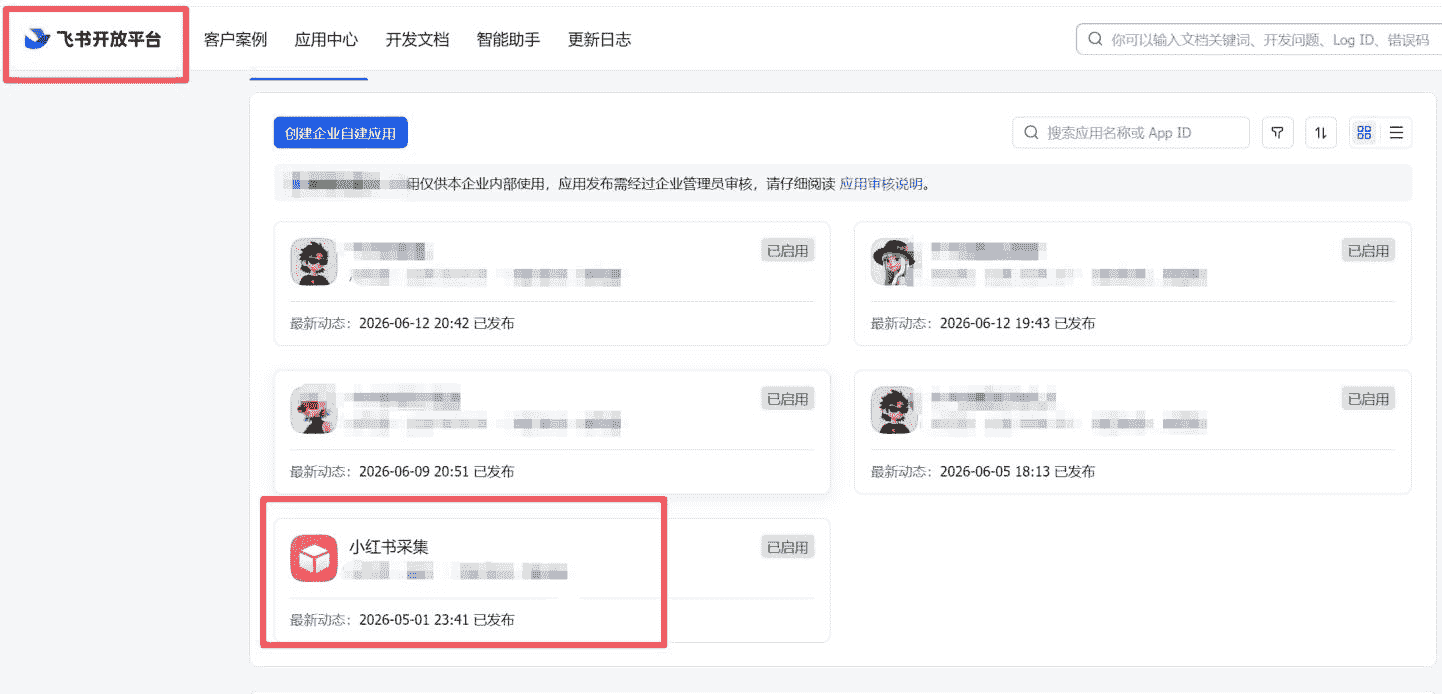 飞书开放平台 客户案例 应用中心 开发文档 智能助手 更新日志 你可以输入文档关键词、开发问题、Log ID、错误码
创建企业自建应用 搜索应用名称或 App ID
用仅供本企业内部使用，应用发布需经过企业管理员审核，请仔细阅读 应用审核说明。
已启用 已启用
最新动态：2026-06-12 20:42 已发布 最新动态：2026-06-12 19:43 已发布
已启用 已启用
最新动态：2026-06-09 20:51 已发布 最新动态：2026-06-05 18:13 已发布
小红书采集 已启用
最新动态：2026-05-01 23:41 已发布